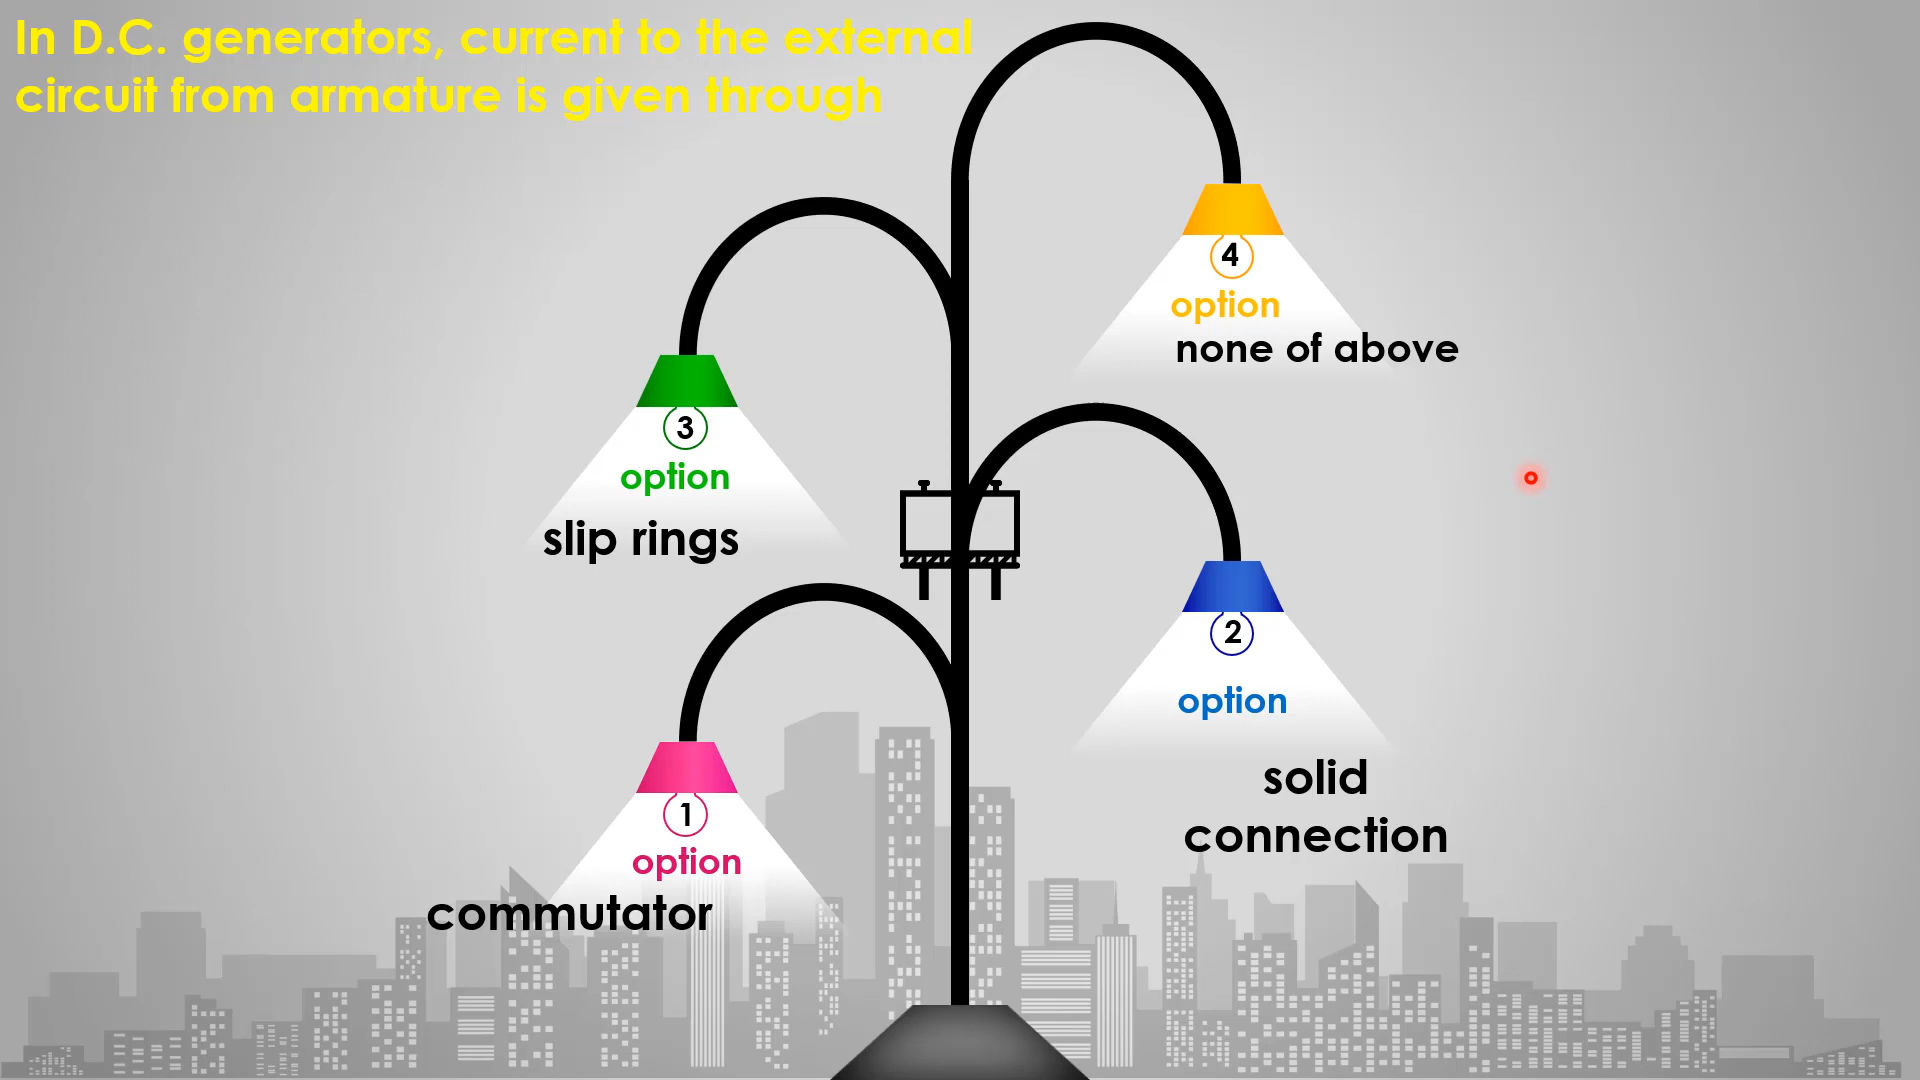 In D.C. generators, current to the external
circuit from armature is given through
4
option
none of above
3
option
slip rings
2
option
solid
connection
1
option
commutator